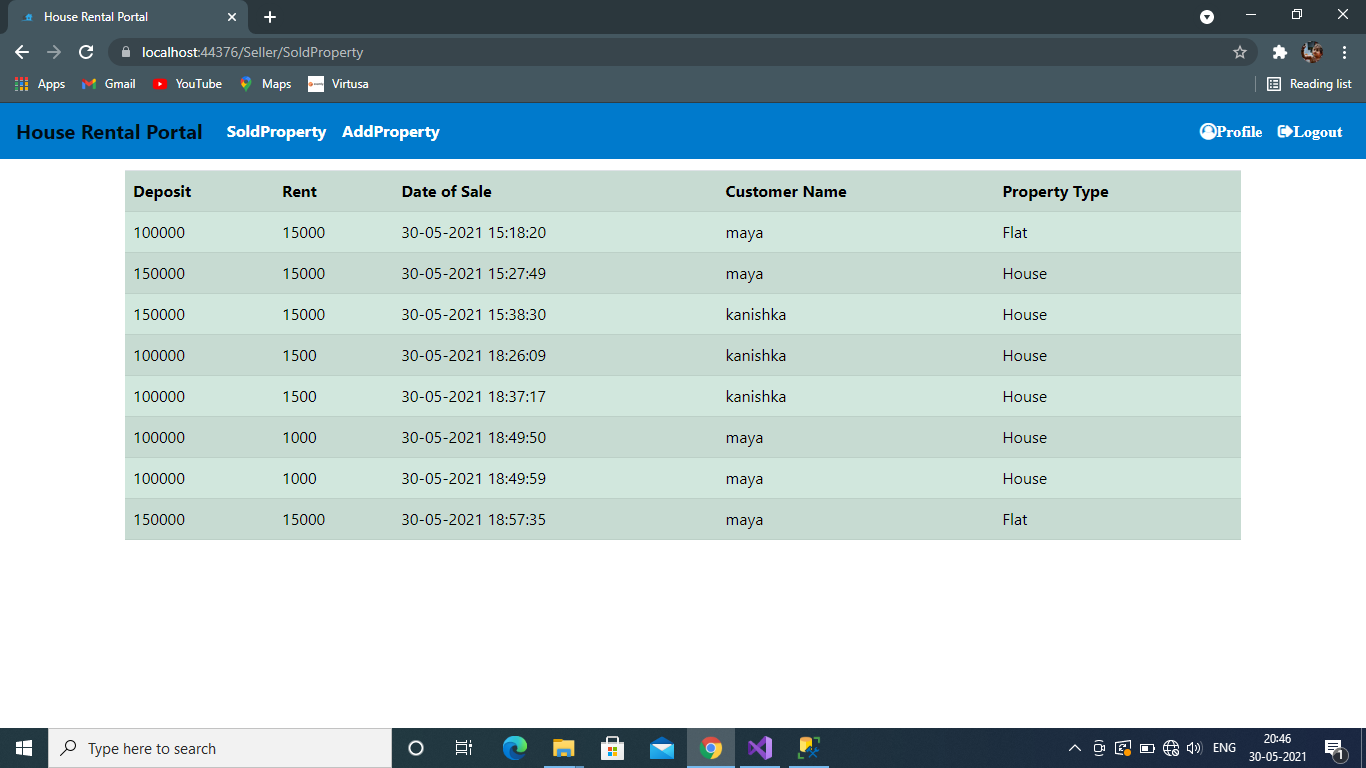 House Rental Portal
localhost:44376/Seller/SoldProperty
Apps Gmail YouTube Maps Virtusa Reading list
House Rental Portal SoldProperty AddProperty Profile Logout
Deposit Rent Date of Sale Customer Name Property Type
100000 15000 30-05-2021 15:18:20 maya Flat
150000 15000 30-05-2021 15:27:49 maya House
150000 15000 30-05-2021 15:38:30 kanishka House
100000 1500 30-05-2021 18:26:09 kanishka House
100000 1500 30-05-2021 18:37:17 kanishka House
100000 1000 30-05-2021 18:49:50 maya House
100000 1000 30-05-2021 18:49:59 maya House
150000 15000 30-05-2021 18:57:35 maya Flat
Type here to search ENG 20:46
30-05-2021 1